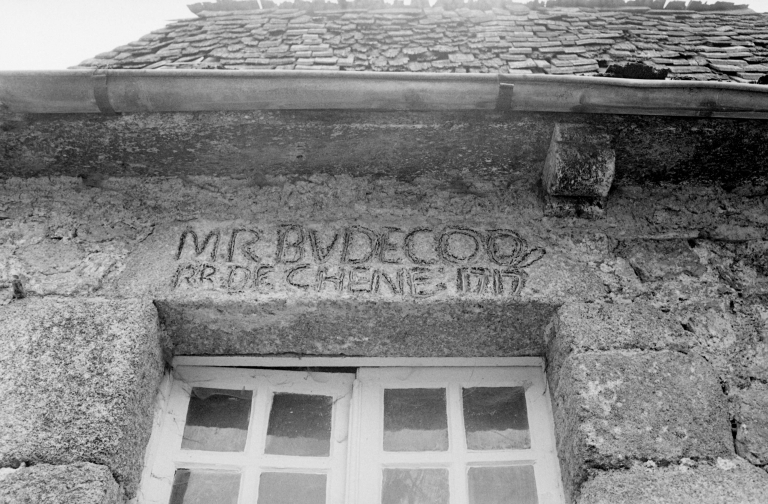 MR BVDECOQ
RR DE CHENE 1717